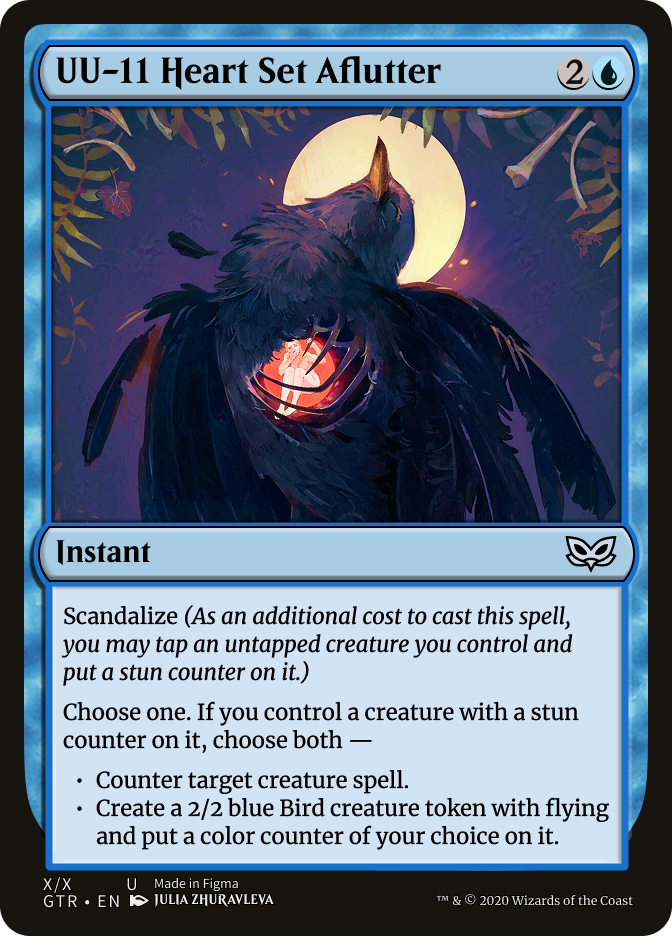 UU-11 Heart Set Aflutter
2
Instant
Scandalize (As an additional cost to cast this spell,
you may tap an untapped creature you control and
put a stun counter on it.)
Choose one. If you control a creature with a stun
counter on it, choose both —
• Counter target creature spell.
• Create a 2/2 blue Bird creature token with flying
and put a color counter of your choice on it.
X/X U Made in Figma
GTR • EN JULIA ZHURAVLEVA ™ & © 2020 Wizards of the Coast